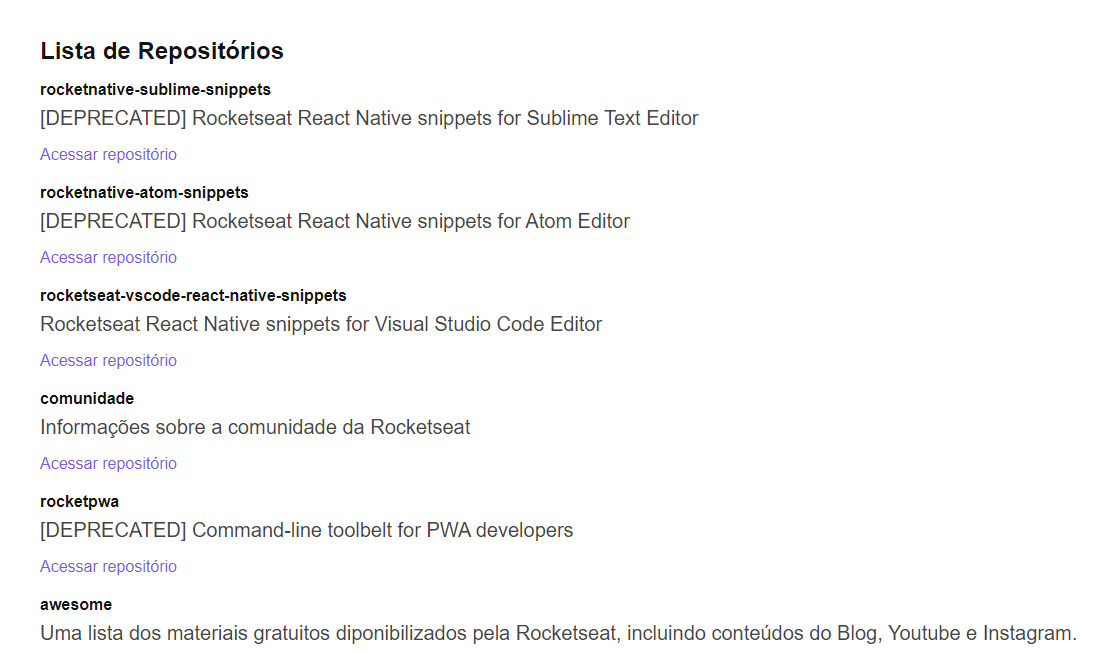 Lista de Repositórios
rocketnative-sublime-snippets
[DEPRECATED] Rocketseat React Native snippets for Sublime Text Editor
Acessar repositório
rocketnative-atom-snippets
[DEPRECATED] Rocketseat React Native snippets for Atom Editor
Acessar repositório
rocketseat-vscode-react-native-snippets
Rocketseat React Native snippets for Visual Studio Code Editor
Acessar repositório
comunidade
Informações sobre a comunidade da Rocketseat
Acessar repositório
rocketpwa
[DEPRECATED] Command-line toolbelt for PWA developers
Acessar repositório
awesome
Uma lista dos materiais gratuitos diponibilizados pela Rocketseat, incluindo conteúdos do Blog, Youtube e Instagram.